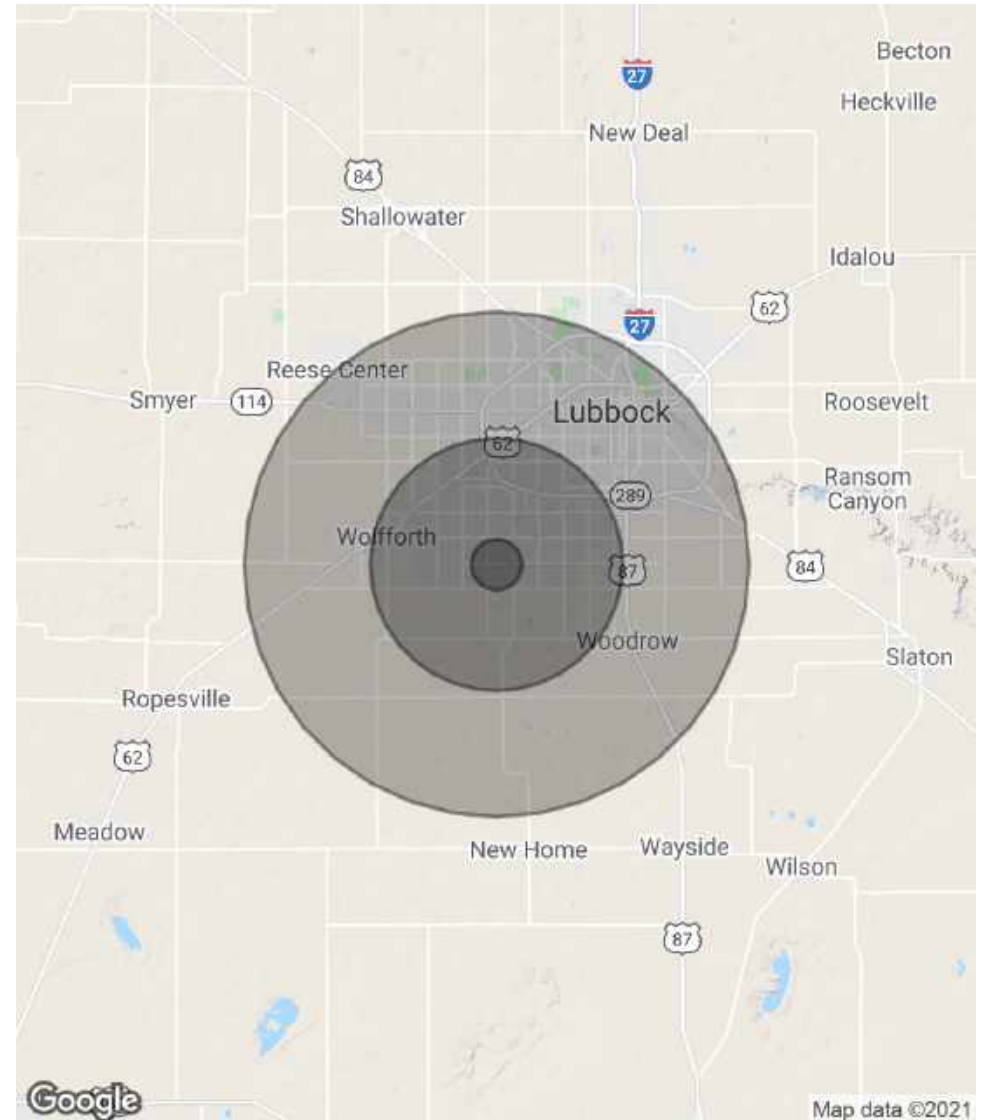 Becton
27
Heckville
New Deal
84
Shallowater
Idalou
62
27
Reese Center
Smyer
114
Roosevelt
Lubbock
62
Ransom
Canyon
289
Wolfforth
87
84
Woodrow
Slaton
Ropesville
62
Meadow
New Home
Wayside
Wilson
87
Google
Map data ©2021